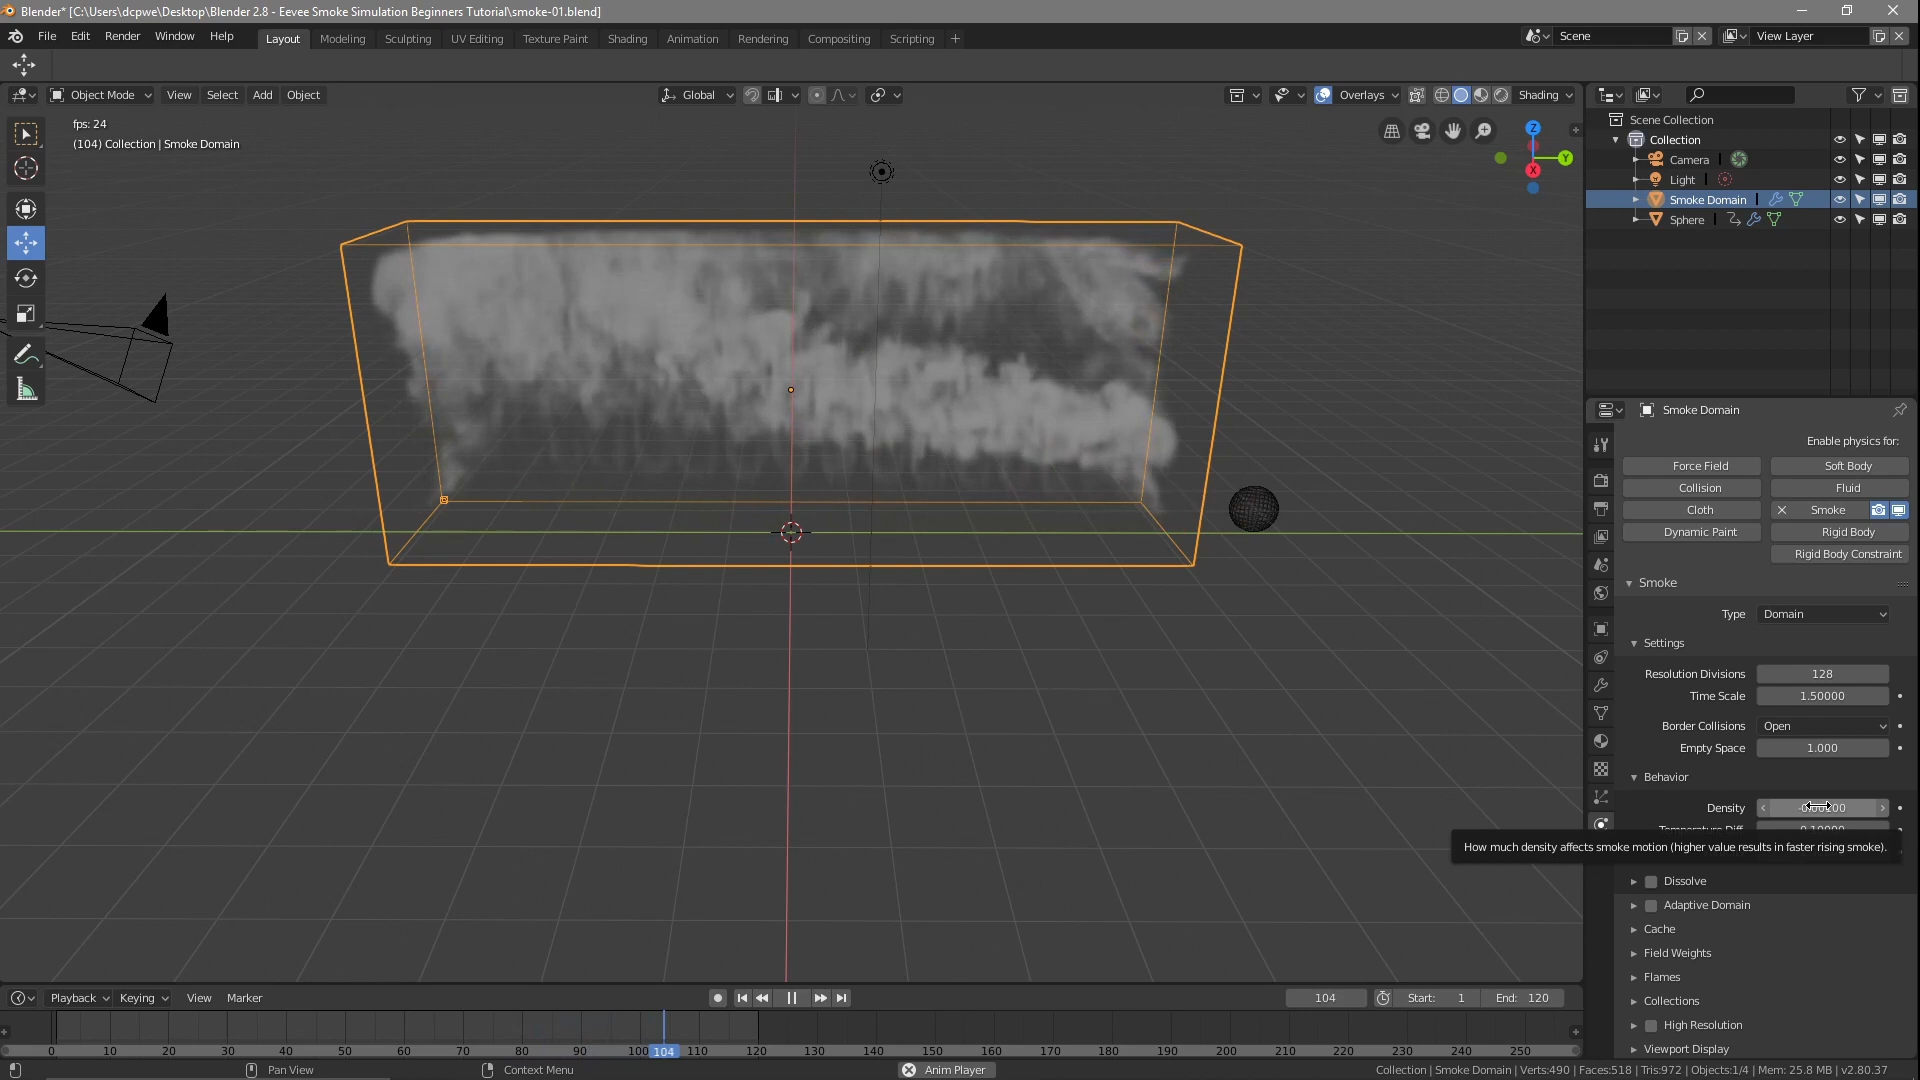 Blender* [C:\Users\dcpwe\Desktop\Blender 2.8 - Eevee Smoke Simulation Beginners Tutorial\smoke-01.blend]
File Edit Render Window Help Layout Modeling Sculpting UV Editing Texture Paint Shading Animation Rendering Compositing Scripting + Scene View Layer
Object Mode View Select Add Object Global Overlays Shading
fps: 24
(104) Collection | Smoke Domain
Z
Y
X
Scene Collection
Collection
Camera
Light
Smoke Domain
Sphere
Smoke Domain
Enable physics for:
Force Field Soft Body
Collision Fluid
Cloth Smoke
Dynamic Paint Rigid Body
Rigid Body Constraint
Smoke
Type Domain
Settings
Resolution Divisions 128
Time Scale 1.50000
Border Collisions Open
Empty Space 1.000
Behavior
Density
How much density affects smoke motion (higher value results in faster rising smoke).
Dissolve
Adaptive Domain
Cache
Field Weights
Flames
Collections
High Resolution
Viewport Display
Playback Keying View Marker 104 Start: 1 End: 120
0 10 20 30 40 50 60 70 80 90 100 104 110 120 130 140 150 160 170 180 190 200 210 220 230 240 250
Pan View Context Menu Anim Player Collection | Smoke Domain | Verts:490 | Faces:518 | Tris:972 | Objects:1/4 | Mem: 25.8 MB | v2.80.37